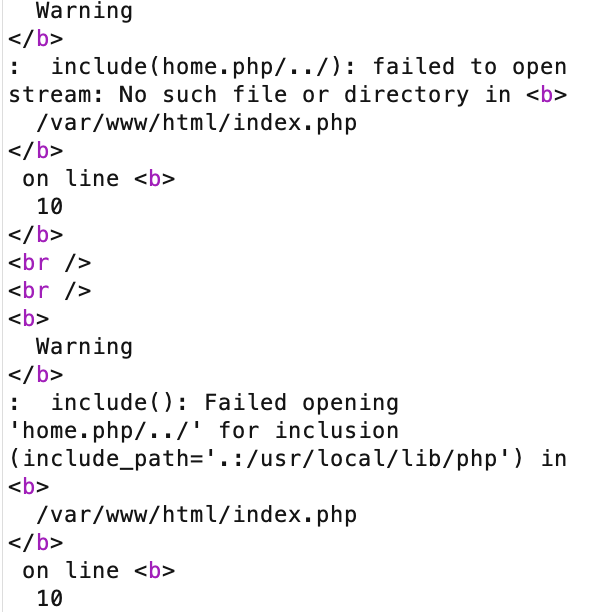 Warning
</b>
:  include(home.php/../): failed to open
stream: No such file or directory in <b>
/var/www/html/index.php
</b>
on line <b>
10
</b>
<br />
<br />
<b>
Warning
</b>
:  include(): Failed opening
'home.php/../' for inclusion
(include_path='.:/usr/local/lib/php') in
<b>
/var/www/html/index.php
</b>
on line <b>
10